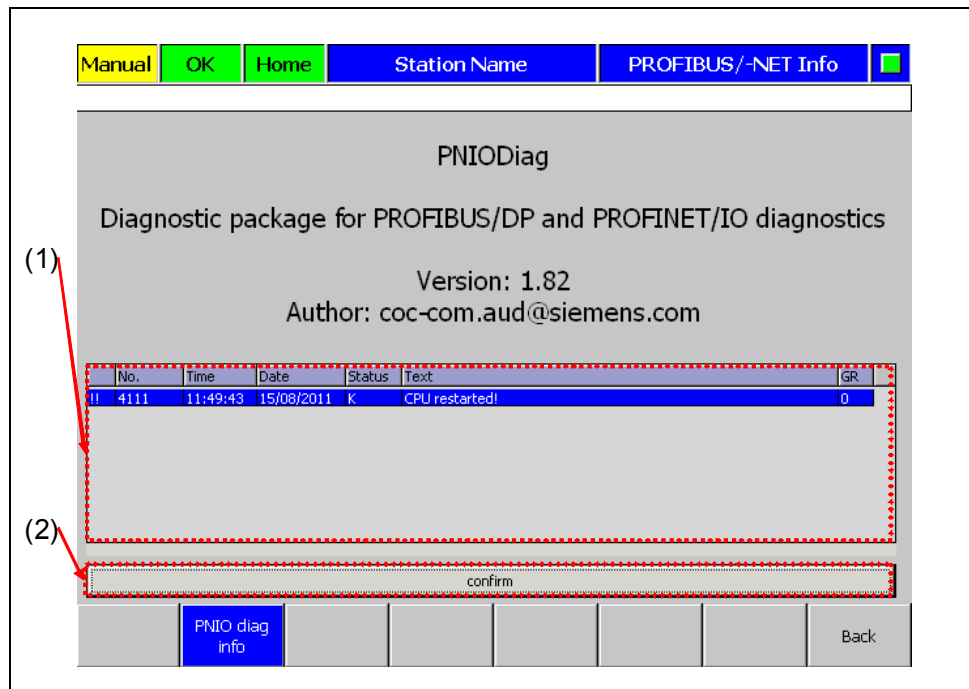 Manual OK Home Station Name PROFIBUS/-NET Info
PNIODiag
Diagnostic package for PROFIBUS/DP and PROFINET/IO diagnostics
(1)
Version: 1.82
Author: coc-com.aud@siemens.com
No. Time Date Status Text GR
!! 4111 11:49:43 15/08/2011 K CPU restarted! 0
(2)
confirm
PNIO diag
info
Back